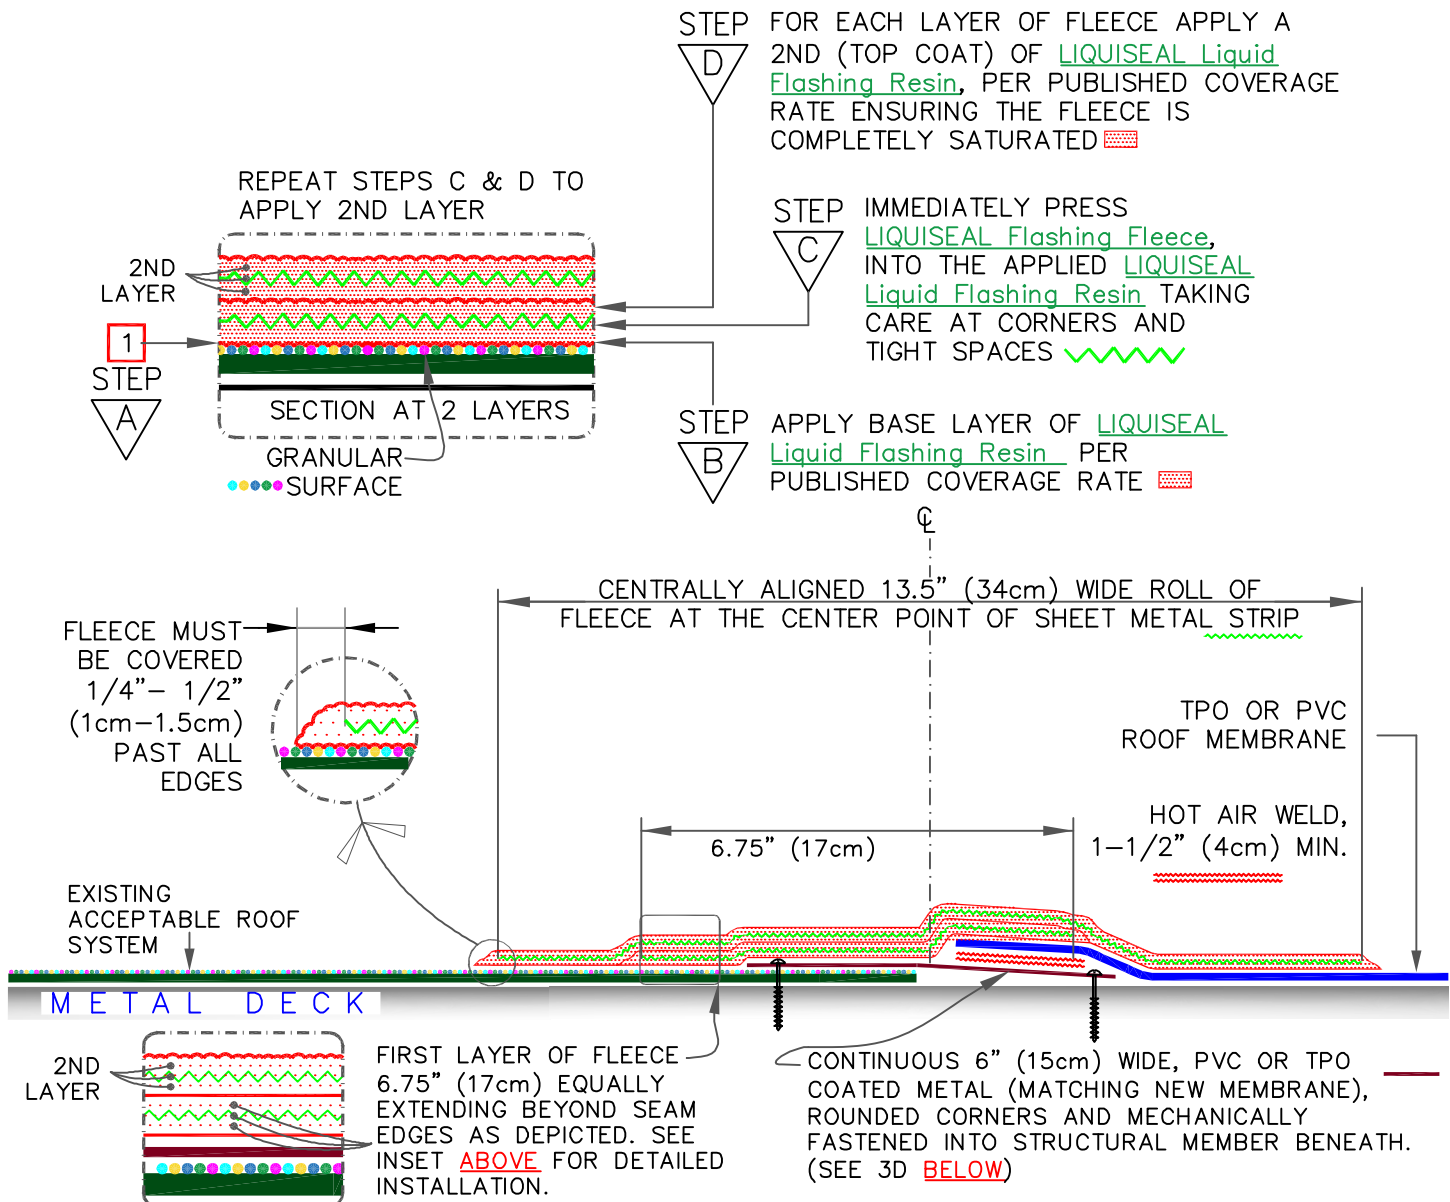 STEP
D
FOR EACH LAYER OF FLEECE APPLY A
2ND (TOP COAT) OF LIQUISEAL Liquid
Flashing Resin, PER PUBLISHED COVERAGE
RATE ENSURING THE FLEECE IS
COMPLETELY SATURATED
REPEAT STEPS C & D TO
APPLY 2ND LAYER
STEP
C
IMMEDIATELY PRESS
LIQUISEAL Flashing Fleece,
INTO THE APPLIED LIQUISEAL
Liquid Flashing Resin TAKING
CARE AT CORNERS AND
TIGHT SPACES
2ND
LAYER
1
STEP
A
SECTION AT 2 LAYERS
GRANULAR
SURFACE
STEP
B
APPLY BASE LAYER OF LIQUISEAL
Liquid Flashing Resin PER
PUBLISHED COVERAGE RATE
℄
CENTRALLY ALIGNED 13.5" (34cm) WIDE ROLL OF
FLEECE AT THE CENTER POINT OF SHEET METAL STRIP
FLEECE MUST
BE COVERED
1/4"- 1/2"
(1cm-1.5cm)
PAST ALL
EDGES
TPO OR PVC
ROOF MEMBRANE
HOT AIR WELD,
1-1/2" (4cm) MIN.
6.75" (17cm)
EXISTING
ACCEPTABLE ROOF
SYSTEM
METAL DECK
2ND
LAYER
FIRST LAYER OF FLEECE
6.75" (17cm) EQUALLY
EXTENDING BEYOND SEAM
EDGES AS DEPICTED. SEE
INSET ABOVE FOR DETAILED
INSTALLATION.
CONTINUOUS 6" (15cm) WIDE, PVC OR TPO
COATED METAL (MATCHING NEW MEMBRANE),
ROUNDED CORNERS AND MECHANICALLY
FASTENED INTO STRUCTURAL MEMBER BENEATH.
(SEE 3D BELOW)